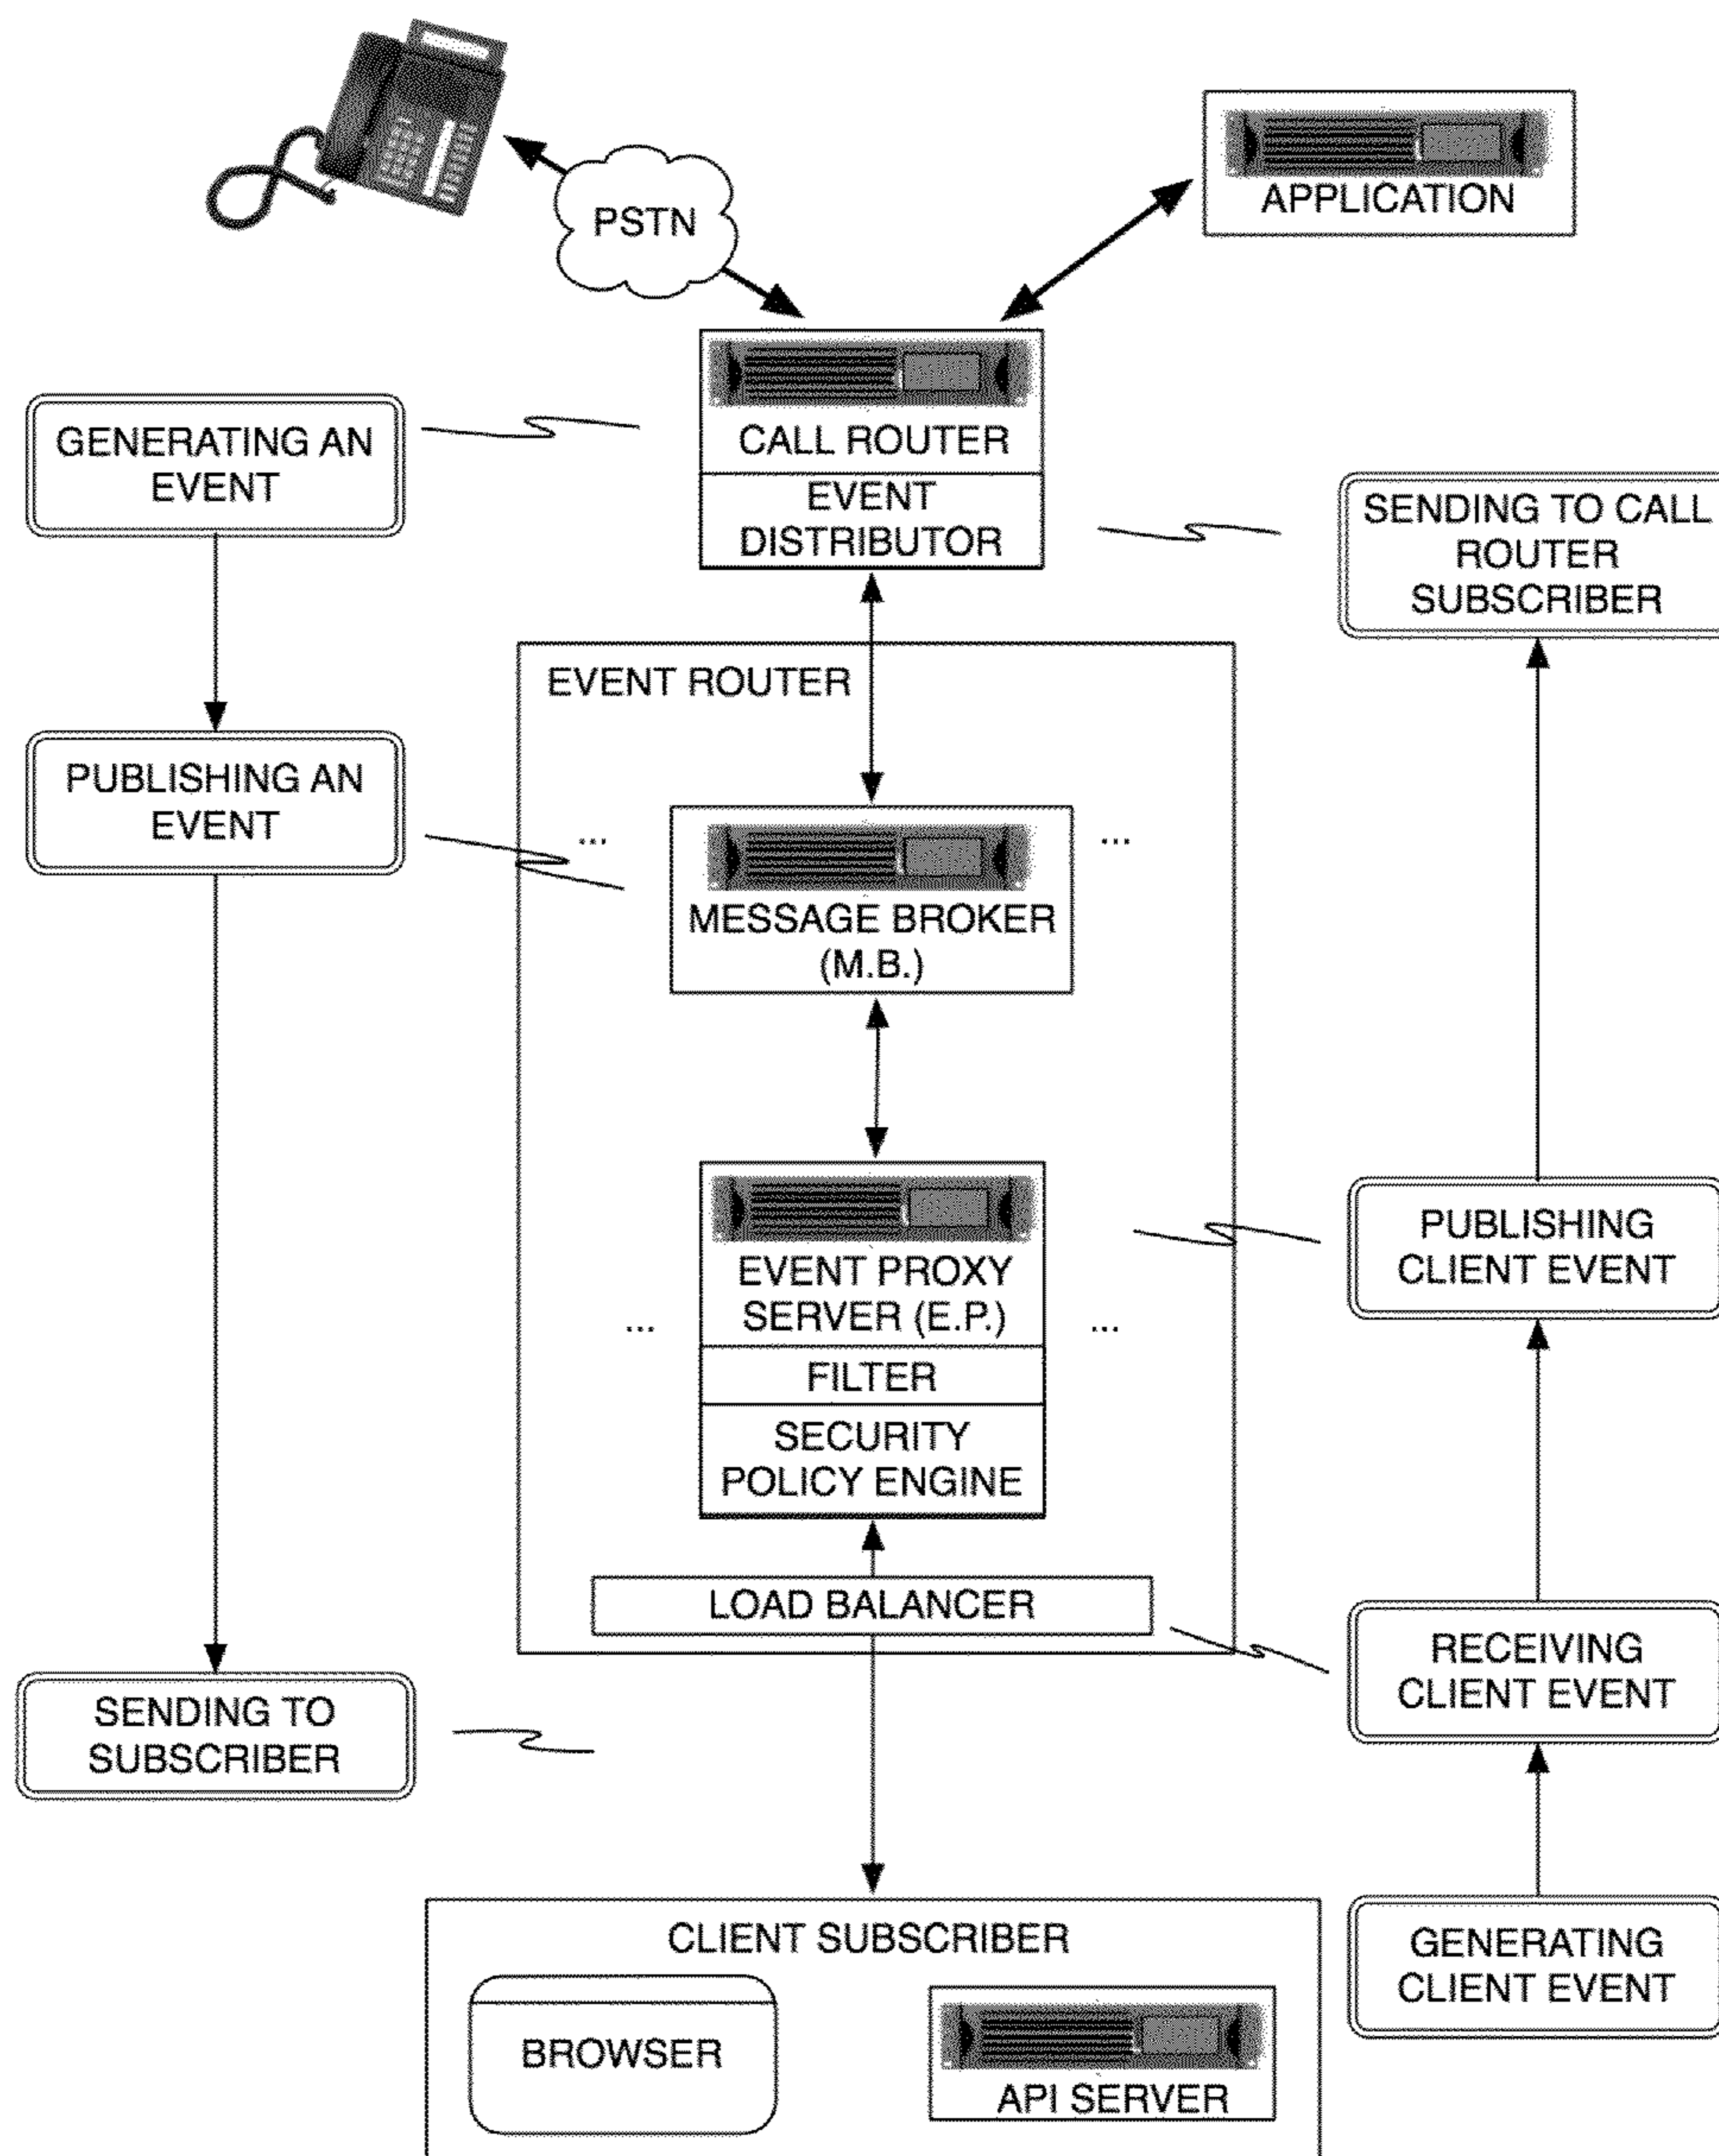 PSTN
APPLICATION
CALL ROUTER
EVENT
DISTRIBUTOR
GENERATING AN
EVENT
SENDING TO CALL
ROUTER
SUBSCRIBER
EVENT ROUTER
PUBLISHING AN
EVENT
...
...
MESSAGE BROKER
(M.B.)
EVENT PROXY
SERVER (E.P.)
...
...
FILTER
SECURITY
POLICY ENGINE
PUBLISHING
CLIENT EVENT
LOAD BALANCER
RECEIVING
CLIENT EVENT
SENDING TO
SUBSCRIBER
CLIENT SUBSCRIBER
BROWSER
API SERVER
GENERATING
CLIENT EVENT